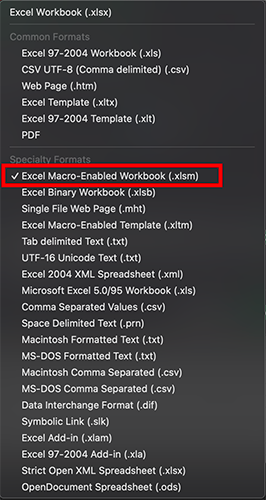 Excel Workbook (.xlsx)
Common Formats
Excel 97-2004 Workbook (.xls)
CSV UTF-8 (Comma delimited) (.csv)
Web Page (.htm)
Excel Template (.xltx)
Excel 97-2004 Template (.xlt)
PDF
Specialty Formats
✓ Excel Macro-Enabled Workbook (.xlsm)
Excel Binary Workbook (.xlsb)
Single File Web Page (.mht)
Excel Macro-Enabled Template (.xltm)
Tab delimited Text (.txt)
UTF-16 Unicode Text (.txt)
Excel 2004 XML Spreadsheet (.xml)
Microsoft Excel 5.0/95 Workbook (.xls)
Comma Separated Values (.csv)
Space Delimited Text (.prn)
Macintosh Formatted Text (.txt)
MS-DOS Formatted Text (.txt)
Macintosh Comma Separated (.csv)
MS-DOS Comma Separated (.csv)
Data Interchange Format (.dif)
Symbolic Link (.slk)
Excel Add-in (.xlam)
Excel 97-2004 Add-in (.xla)
Strict Open XML Spreadsheet (.xlsx)
OpenDocument Spreadsheet (.ods)